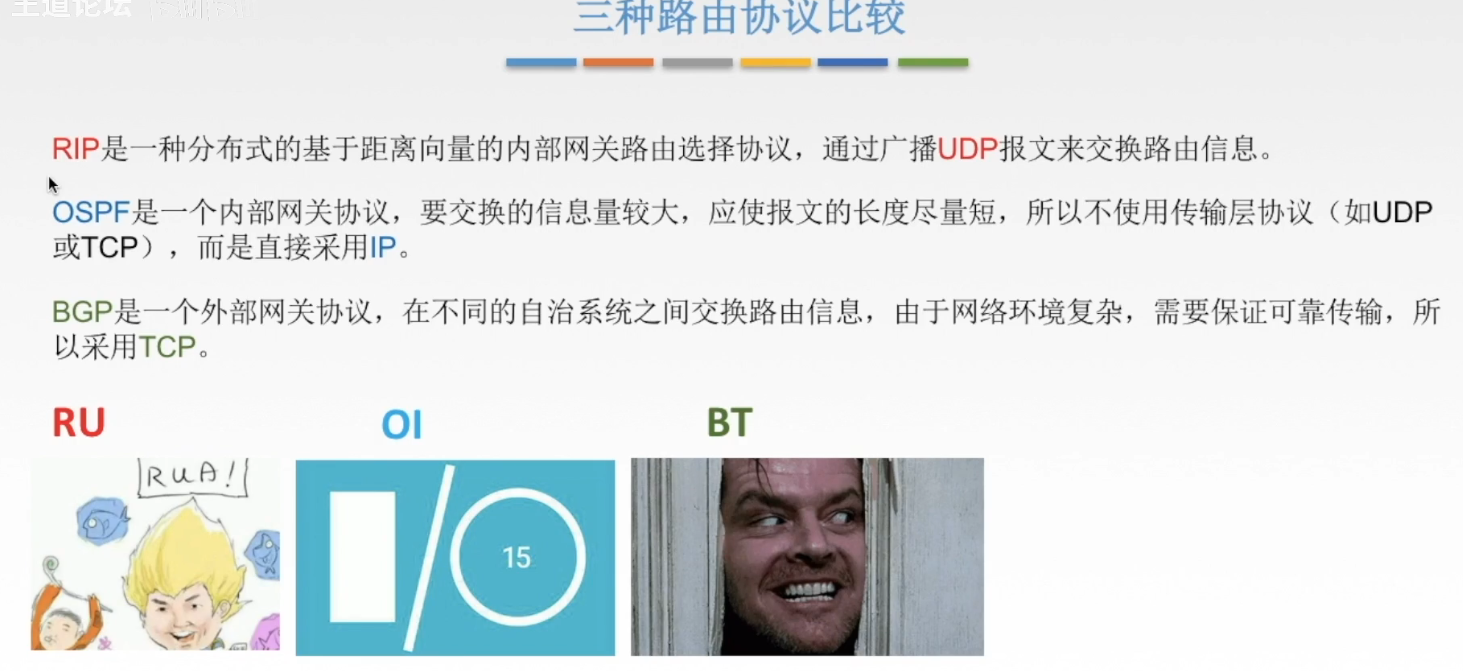 王道论坛
三种路由协议比较
RIP是一种分布式的基于距离向量的内部网关路由选择协议，通过广播UDP报文来交换路由信息。
OSPF是一个内部网关协议，要交换的信息量较大，应使报文的长度尽量短，所以不使用传输层协议（如UDP
或TCP），而是直接采用IP。
BGP是一个外部网关协议，在不同的自治系统之间交换路由信息，由于网络环境复杂，需要保证可靠传输，所
以采用TCP。
RU
OI
BT
RUA!
15